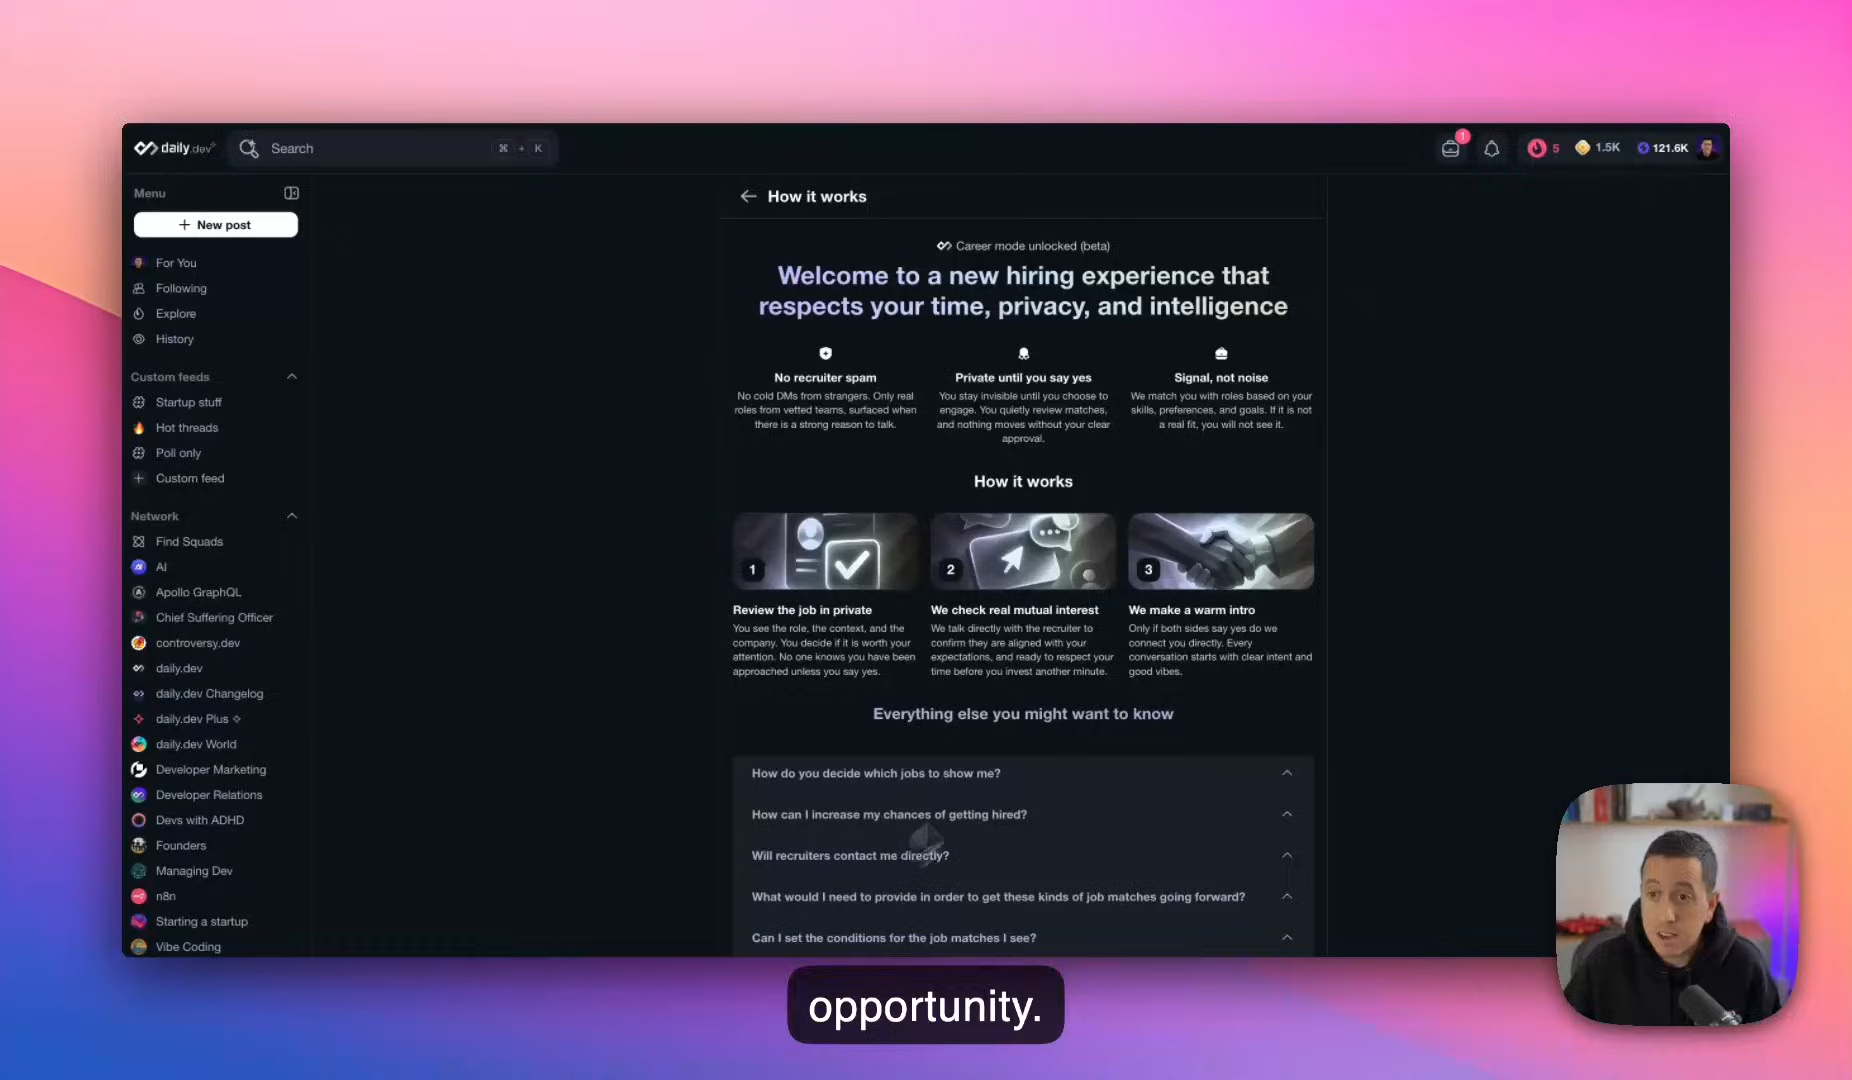 daily.dev
Search
⌘ + K
1
5
1.5K
121.6K
Menu
+ New post
For You
Following
Explore
History
Custom feeds
Startup stuff
Hot threads
Poll only
Custom feed
Network
Find Squads
AI
Apollo GraphQL
Chief Suffering Officer
controversy.dev
daily.dev
daily.dev Changelog
daily.dev Plus
daily.dev World
Developer Marketing
Developer Relations
Devs with ADHD
Founders
Managing Dev
n8n
Starting a startup
Vibe Coding
How it works
Career mode unlocked (beta)
Welcome to a new hiring experience that
respects your time, privacy, and intelligence
No recruiter spam
No cold DMs from strangers. Only real
roles from vetted teams, surfaced when
there is a strong reason to talk.
Private until you say yes
You stay invisible until you choose to
engage. You quietly review matches,
and nothing moves without your clear
approval.
Signal, not noise
We match you with roles based on your
skills, preferences, and goals. If it is not
a real fit, you will not see it.
How it works
1
Review the job in private
You see the role, the context, and the
company. You decide if it is worth your
attention. No one knows you have been
approached unless you say yes.
2
We check real mutual interest
We talk directly with the recruiter to
confirm they are aligned with your
expectations, and ready to respect your
time before you invest another minute.
3
We make a warm intro
Only if both sides say yes do we
connect you directly. Every
conversation starts with clear intent and
good vibes.
Everything else you might want to know
How do you decide which jobs to show me?
How can I increase my chances of getting hired?
Will recruiters contact me directly?
What would I need to provide in order to get these kinds of job matches going forward?
Can I set the conditions for the job matches I see?
opportunity.